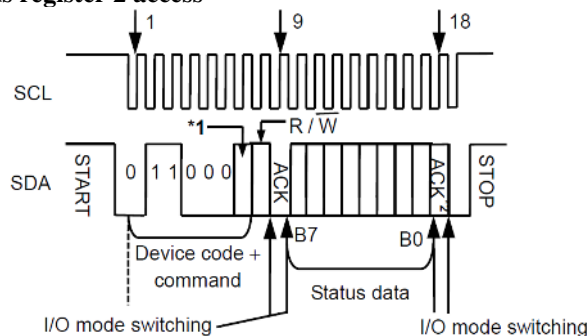 us register 2 access
1 9 18
SCL
*1 R / W
SDA START 0 1 1 0 0 0 ACK ACK*2 STOP
B7 B0
Device code +
command
Status data
I/O mode switching I/O mode switching